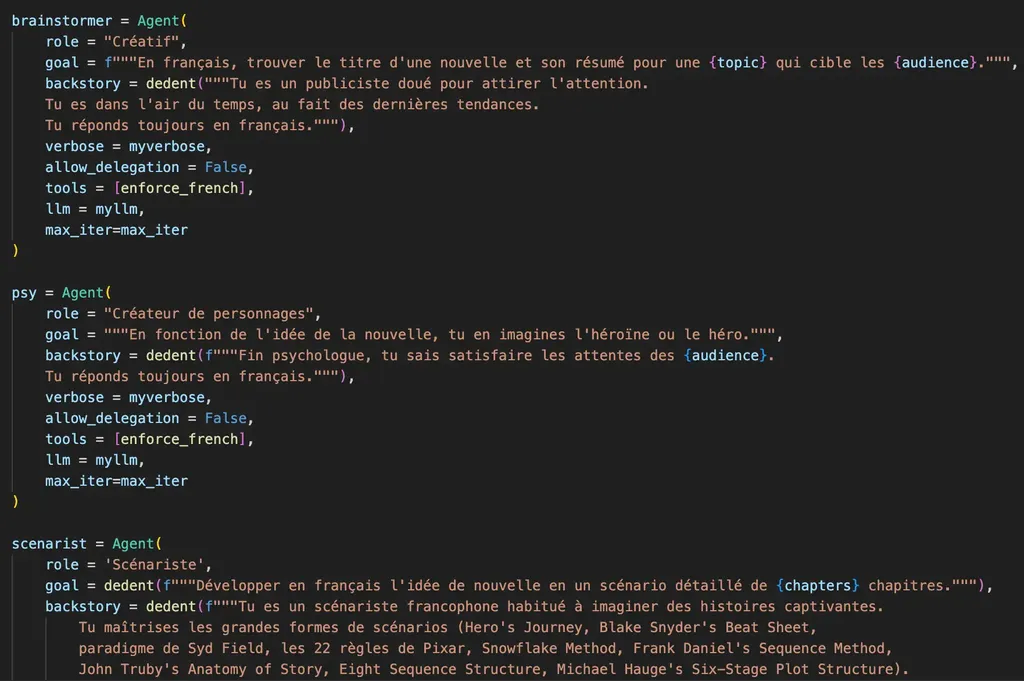 brainstormer = Agent(
    role = "Créatif",
    goal = f"""En français, trouver le titre d'une nouvelle et son résumé pour une {topic} qui cible les {audience}.""",
    backstory = dedent("""Tu es un publiciste doué pour attirer l'attention.
    Tu es dans l'air du temps, au fait des dernières tendances.
    Tu réponds toujours en français."""),
    verbose = myverbose,
    allow_delegation = False,
    tools = [enforce_french],
    llm = myllm,
    max_iter=max_iter
)

psy = Agent(
    role = "Créateur de personnages",
    goal = """En fonction de l'idée de la nouvelle, tu en imagines l'héroïne ou le héro.""",
    backstory = dedent(f"""Fin psychologue, tu sais satisfaire les attentes des {audience}.
    Tu réponds toujours en français."""),
    verbose = myverbose,
    allow_delegation = False,
    tools = [enforce_french],
    llm = myllm,
    max_iter=max_iter
)

scenarist = Agent(
    role = 'Scénariste',
    goal = dedent(f"""Développer en français l'idée de nouvelle en un scénario détaillé de {chapters} chapitres."""),
    backstory = dedent(f"""Tu es un scénariste francophone habitué à imaginer des histoires captivantes.
        Tu maîtrises les grandes formes de scénarios (Hero's Journey, Blake Snyder's Beat Sheet,
        paradigme de Syd Field, les 22 règles de Pixar, Snowflake Method, Frank Daniel's Sequence Method,
        John Truby's Anatomy of Story, Eight Sequence Structure, Michael Hauge's Six-Stage Plot Structure).